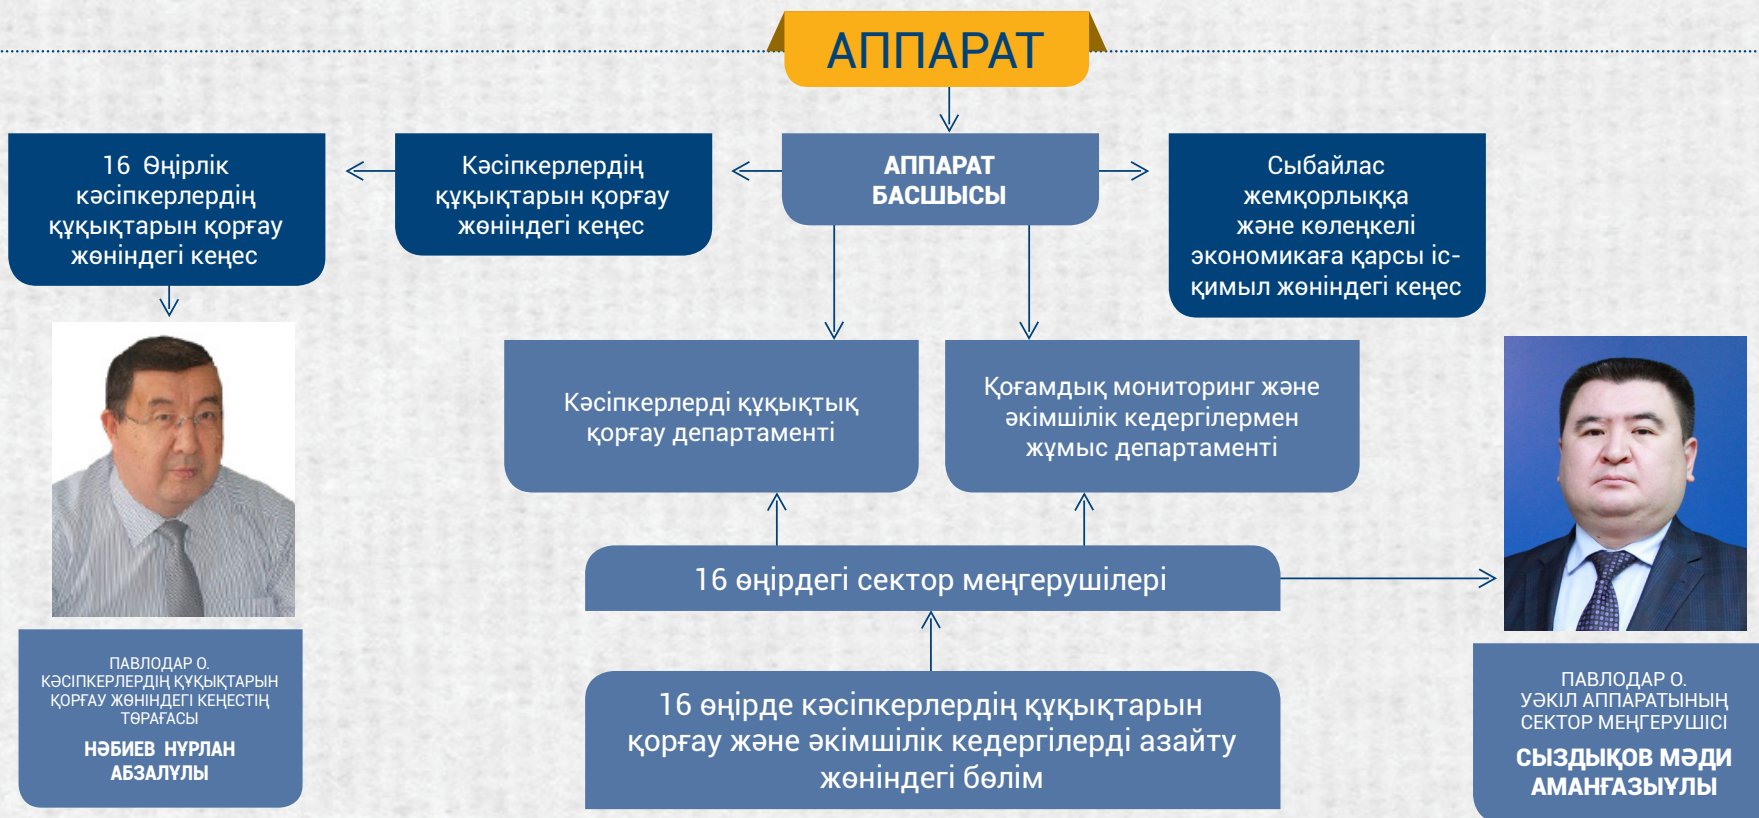 АППАРАТ
16 Өңірлік
кәсіпкерлердің
құқықтарын қорғау
жөніндегі кеңес
Кәсіпкерлердің
құқықтарын қорғау
жөніндегі кеңес
АППАРАТ
БАСШЫСЫ
Сыбайлас
жемқорлыққа
және көлеңкелі
экономикаға қарсы іс-
қимыл жөніндегі кеңес
Кәсіпкерлерді құқықтық
қорғау департаменті
Қоғамдық мониторинг және
әкімшілік кедергілермен
жұмыс департаменті
16 өңірдегі сектор меңгерушілері
16 өңірде кәсіпкерлердің құқықтарын
қорғау және әкімшілік кедергілерді азайту
жөніндегі бөлім
ПАВЛОДАР О.
КӘСІПКЕРЛЕРДІҢ ҚҰҚЫҚТАРЫН
ҚОРҒАУ ЖӨНІНДЕГІ КЕҢЕСТІҢ
ТӨРАҒАСЫ
НӘБИЕВ НҰРЛАН
АБЗАЛҰЛЫ
ПАВЛОДАР О.
УӘКІЛ АППАРАТЫНЫҢ
СЕКТОР МЕҢГЕРУШІСІ
СЫЗДЫҚОВ МӘДИ
АМАНҒАЗЫҰЛЫ